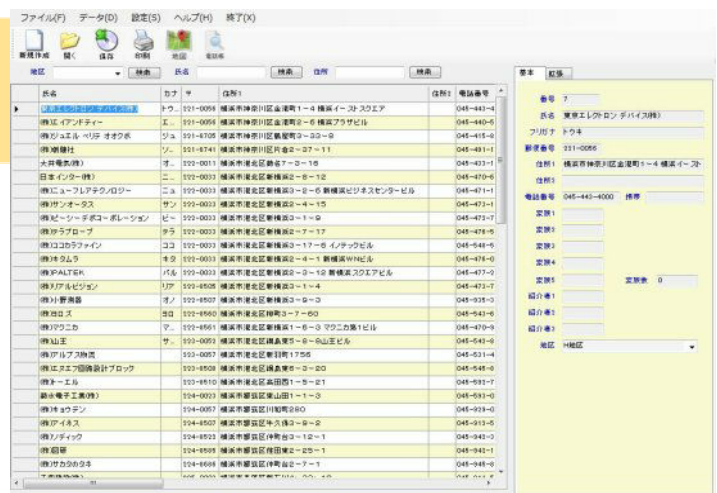 ファイル(F) データ(D) 設定(S) ヘルプ(H) 終了(X)
新規作成 開く 保存 印刷 地図 電話帳
地区 検索 氏名 検索 住所 検索
氏名 カナ 〒 住所1 住所2 電話番号
東京エレクトロン デバイス(株) トウ... 221-0056 横浜市神奈川区金港町1-4 横浜イーストスクエア 045-443-4
(株)エイアンドティー エ... 221-0056 横浜市神奈川区金港町2-6 横浜プラザビル 045-440-5
(株)ジュエル ベリテ オオクボ ジュ 221-8705 横浜市神奈川区鶴屋町3-33-8 045-415-8
221-8741 横浜市神奈川区片倉2-37-11 045-491-1
大井電気(株) オ... 222-0011 横浜市港北区菊名7-3-16 045-433-1
日本インター(株) ニ... 222-0033 横浜市港北区新横浜2-8-12 045-470-6
(株)ニューフレアテクノロジー ニュ 222-0033 横浜市港北区新横浜3-2-6 新横浜ビジネスセンタービル 045-471-1
(株)サンオータス サン 222-0033 横浜市港北区新横浜2-4-15 045-473-1
(株)ピーシーデポコーポレーション ピー 222-0033 横浜市港北区新横浜3-1-9 045-472-7
(株)テラプローブ テラ 222-0033 横浜市港北区新横浜2-7-17 045-476-5
(株)ココカラファイン ココ 222-0033 横浜市港北区新横浜3-17-6 イノテックビル 045-548-5
(株)キタムラ キタ 222-0033 横浜市港北区新横浜2-4-1 新横浜WNビル 045-476-0
(株)PALTEK パル 222-0033 横浜市港北区新横浜2-3-12 新横浜スクエアビル 045-477-2
(株)リアルビジョン リア 222-8505 横浜市港北区新横浜3-1-4 045-473-7
(株)小野測器 オノ 222-8507 横浜市港北区新横浜3-9-3 045-935-3
(株)ヨロズ ヨロ 222-8560 横浜市港北区樽町3-7-60 045-543-6
(株)マクニカ マ... 222-8561 横浜市港北区新横浜1-6-3 マクニカ第1ビル 045-470-9
(株)山王 サ... 223-0052 横浜市港北区綱島東5-8-8山王ビル 045-542-8
(株)アルプス物流 223-0057 横浜市港北区新羽町1756 045-531-4
(株)エヌエフ回路設計ブロック 223-8508 横浜市港北区綱島東6-3-20 045-545-8
(株)トーエル 223-8510 横浜市港北区高田西1-5-21 045-592-7
鈴木電子工業(株) 224-0023 横浜市都筑区東山田1-1-3 045-593-0
(株)キョウデン 224-0057 横浜市都筑区川和町280 045-929-0
(株)アイネス 224-8507 横浜市都筑区牛久保3-9-2 045-912-5
(株)ノディック 224-8523 横浜市都筑区仲町台3-12-1 045-942-3
(株)図研 224-8585 横浜市都筑区荏田東2-25-1 045-942-1
(株)サカタのタネ 224-8686 横浜市都筑区仲町台2-7-1 045-945-8
基本 拡張
番号 7
氏名 東京エレクトロン デバイス(株)
フリガナ トウキ
郵便番号 221-0056
住所1 横浜市神奈川区金港町1-4 横浜イースト
住所2
電話番号 045-443-4000 携帯
家族1
家族2
家族3
家族4
家族5 家族数 0
紹介者1
紹介者2
紹介者3
地区 H地区